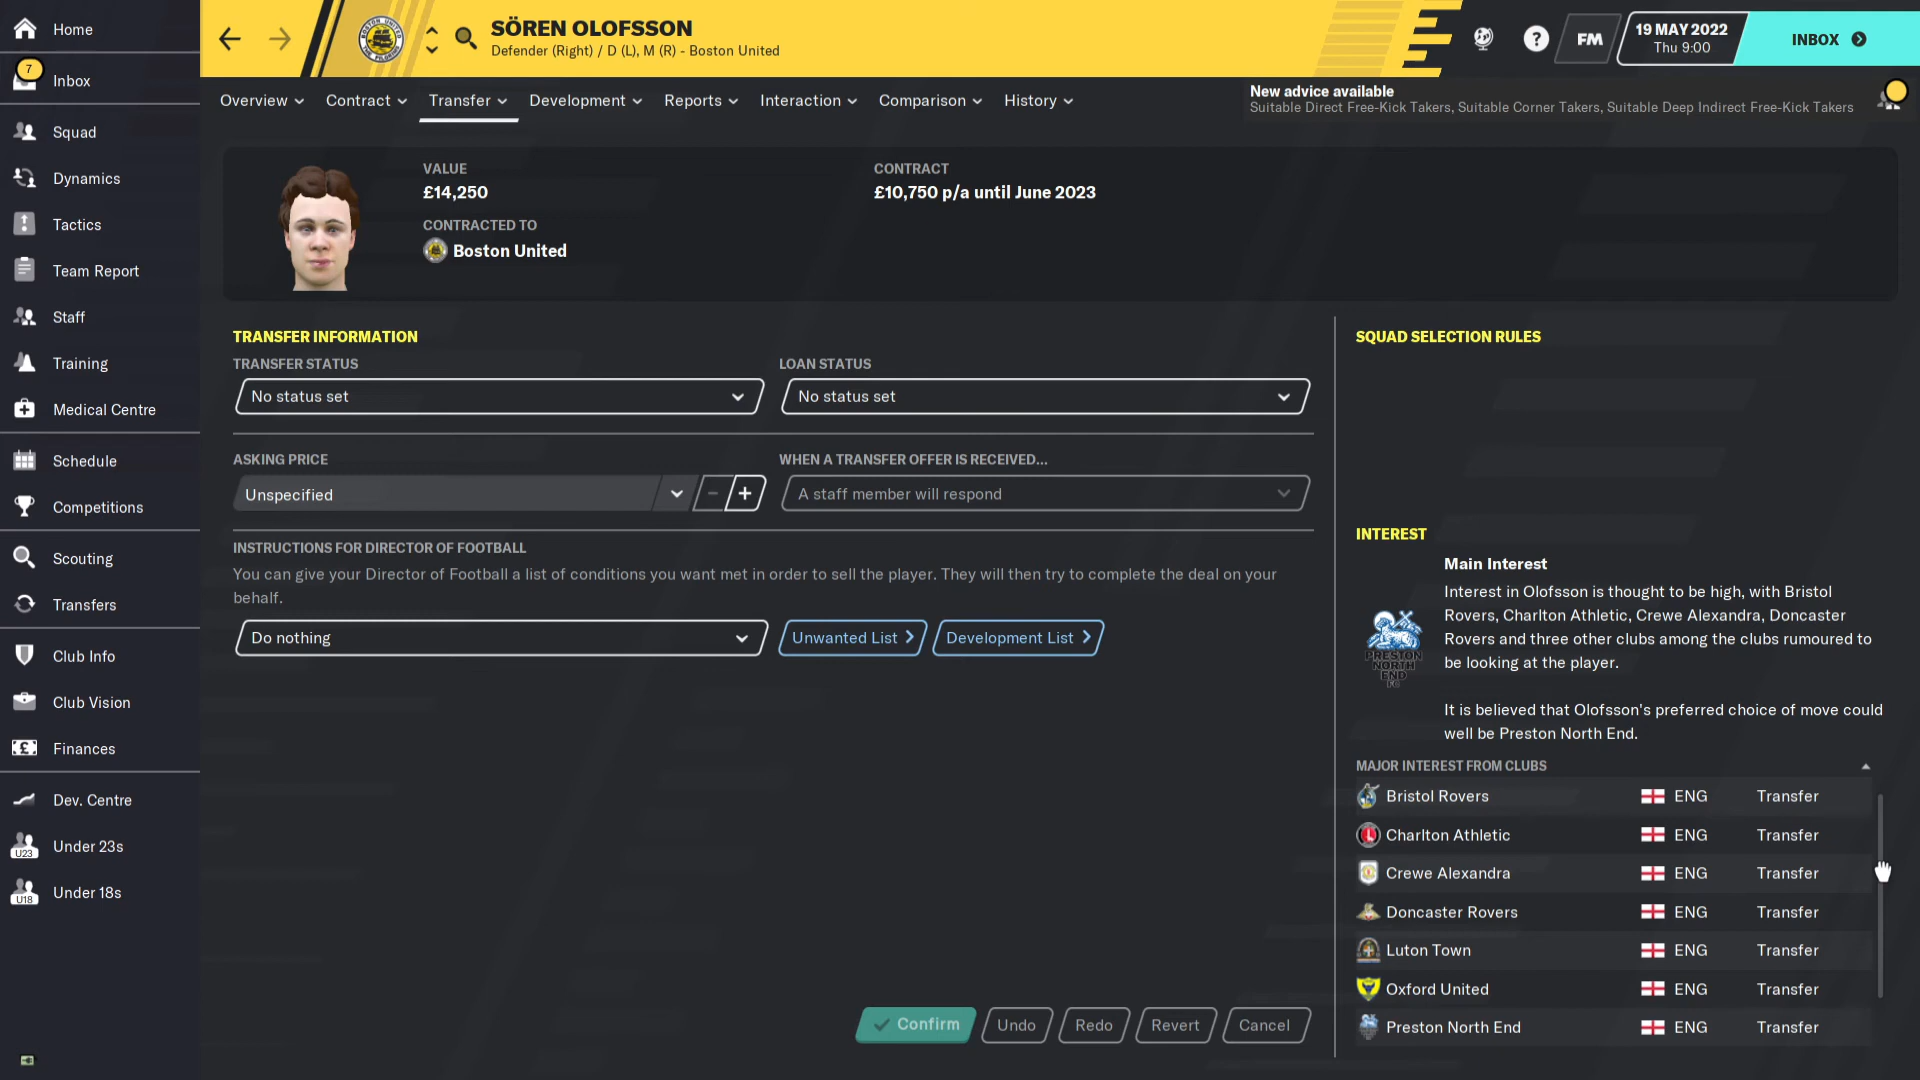 Home
7
Inbox
Squad
Dynamics
Tactics
Team Report
Staff
Training
Medical Centre
Schedule
Competitions
Scouting
Transfers
Club Info
Club Vision
Finances
Dev. Centre
U23
Under 23s
U18
Under 18s
SÖREN OLOFSSON
Defender (Right) / D (L), M (R) - Boston United
?
FM
19 MAY 2022
Thu 9:00
INBOX
Overview
Contract
Transfer
Development
Reports
Interaction
Comparison
History
New advice available
Suitable Direct Free-Kick Takers, Suitable Corner Takers, Suitable Deep Indirect Free-Kick Takers
VALUE
£14,250
CONTRACTED TO
Boston United
CONTRACT
£10,750 p/a until June 2023
TRANSFER INFORMATION
TRANSFER STATUS
No status set
LOAN STATUS
No status set
ASKING PRICE
Unspecified
- +
WHEN A TRANSFER OFFER IS RECEIVED...
A staff member will respond
INSTRUCTIONS FOR DIRECTOR OF FOOTBALL
You can give your Director of Football a list of conditions you want met in order to sell the player. They will then try to complete the deal on your
behalf.
Do nothing
Unwanted List
Development List
Confirm
Undo
Redo
Revert
Cancel
SQUAD SELECTION RULES
INTEREST
Main Interest
Interest in Olofsson is thought to be high, with Bristol
Rovers, Charlton Athletic, Crewe Alexandra, Doncaster
Rovers and three other clubs among the clubs rumoured to
be looking at the player.
PRESTON
NORTH
END
FC
It is believed that Olofsson's preferred choice of move could
well be Preston North End.
MAJOR INTEREST FROM CLUBS
Bristol Rovers ENG Transfer
Charlton Athletic ENG Transfer
Crewe Alexandra ENG Transfer
Doncaster Rovers ENG Transfer
Luton Town ENG Transfer
Oxford United ENG Transfer
Preston North End ENG Transfer